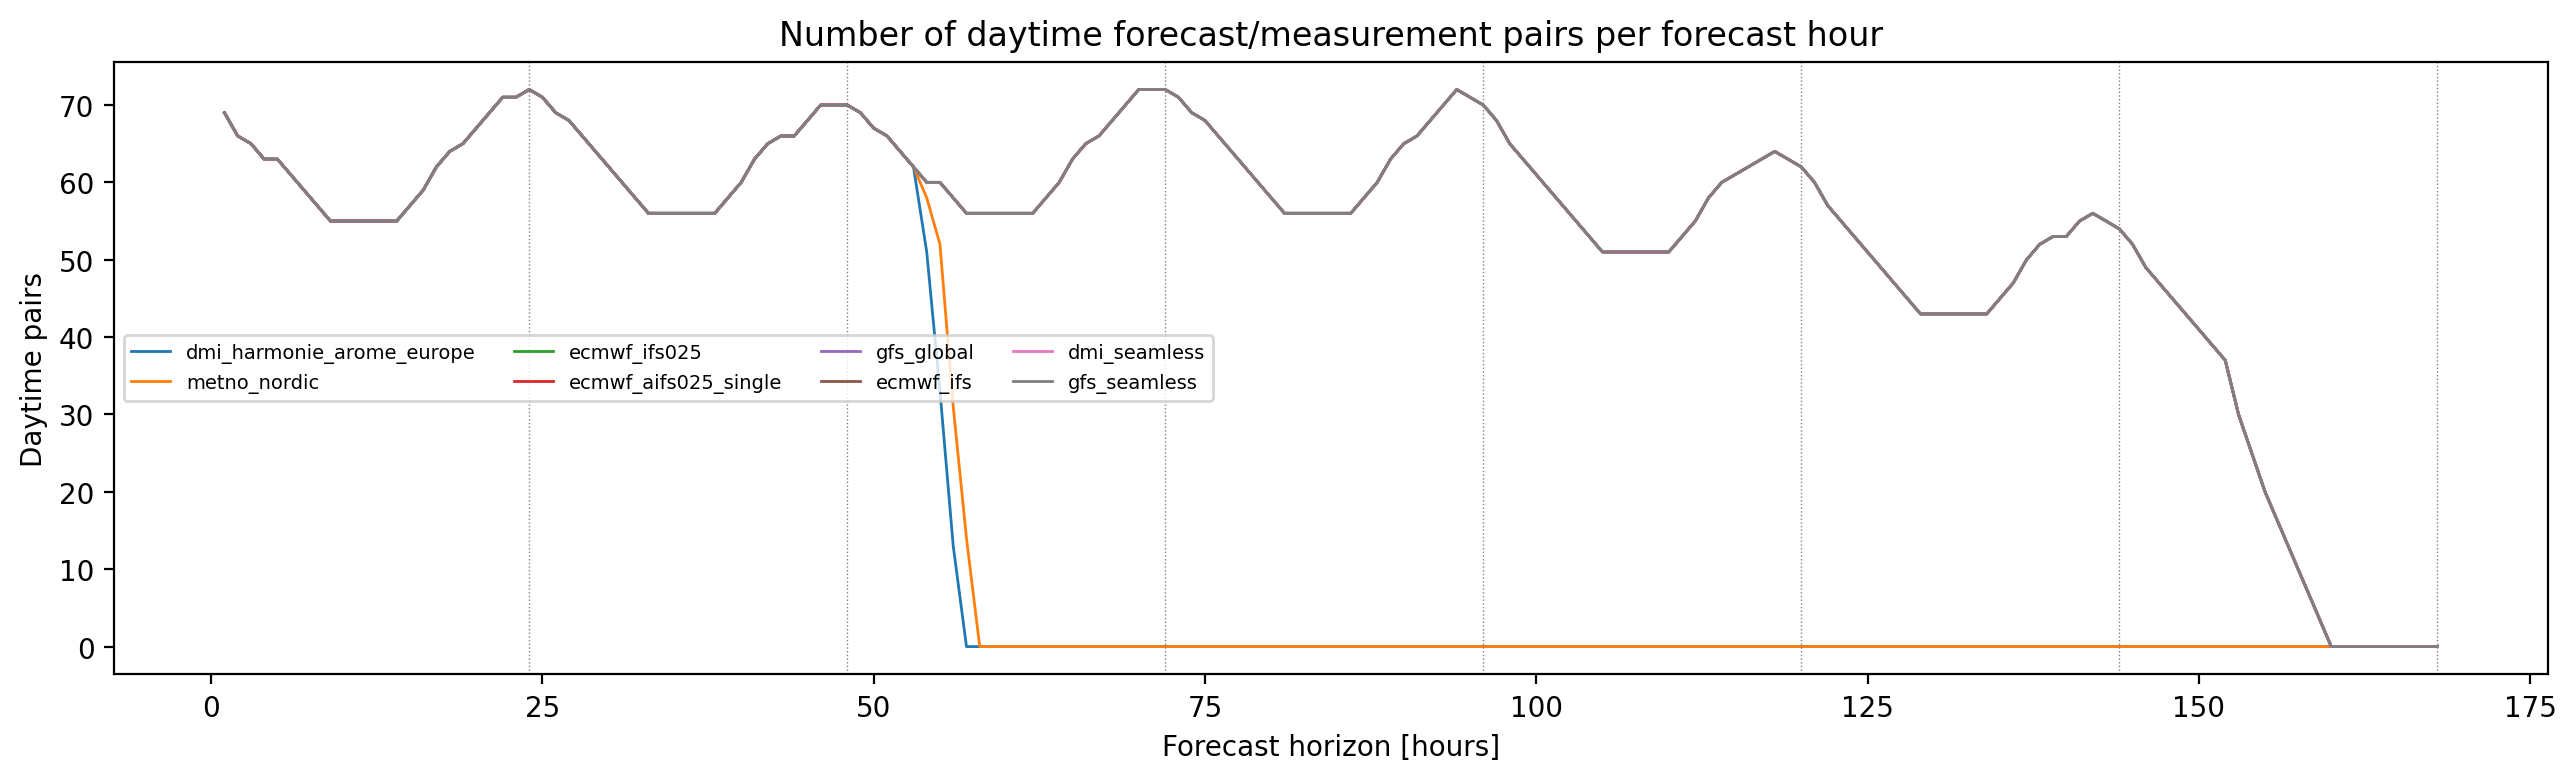 Number of daytime forecast/measurement pairs per forecast hour
Daytime pairs
70
60
50
40
30
20
10
0
dmi_harmonie_arome_europe
metno_nordic
ecmwf_ifs025
ecmwf_aifs025_single
gfs_global
ecmwf_ifs
dmi_seamless
gfs_seamless
0 25 50 75 100 125 150 175
Forecast horizon [hours]